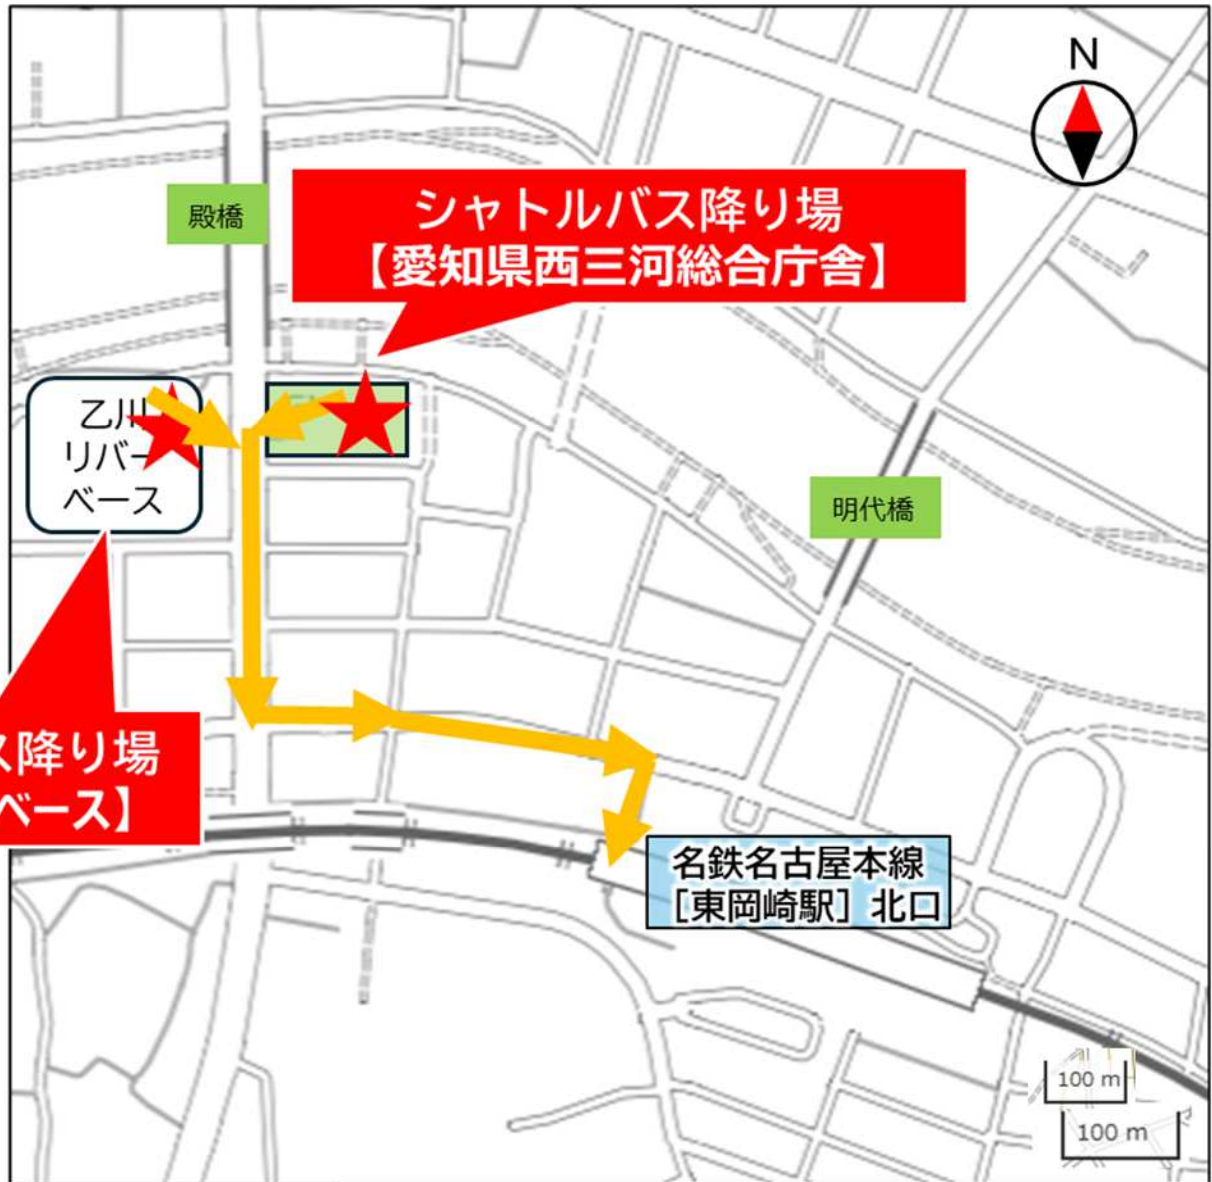 N
シャトルバス降り場
【愛知県西三河総合庁舎】
殿橋
乙川
リバー
ベース
明代橋
ス降り場
ベース】
名鉄名古屋本線
［東岡崎駅］北口
100 m
100 m